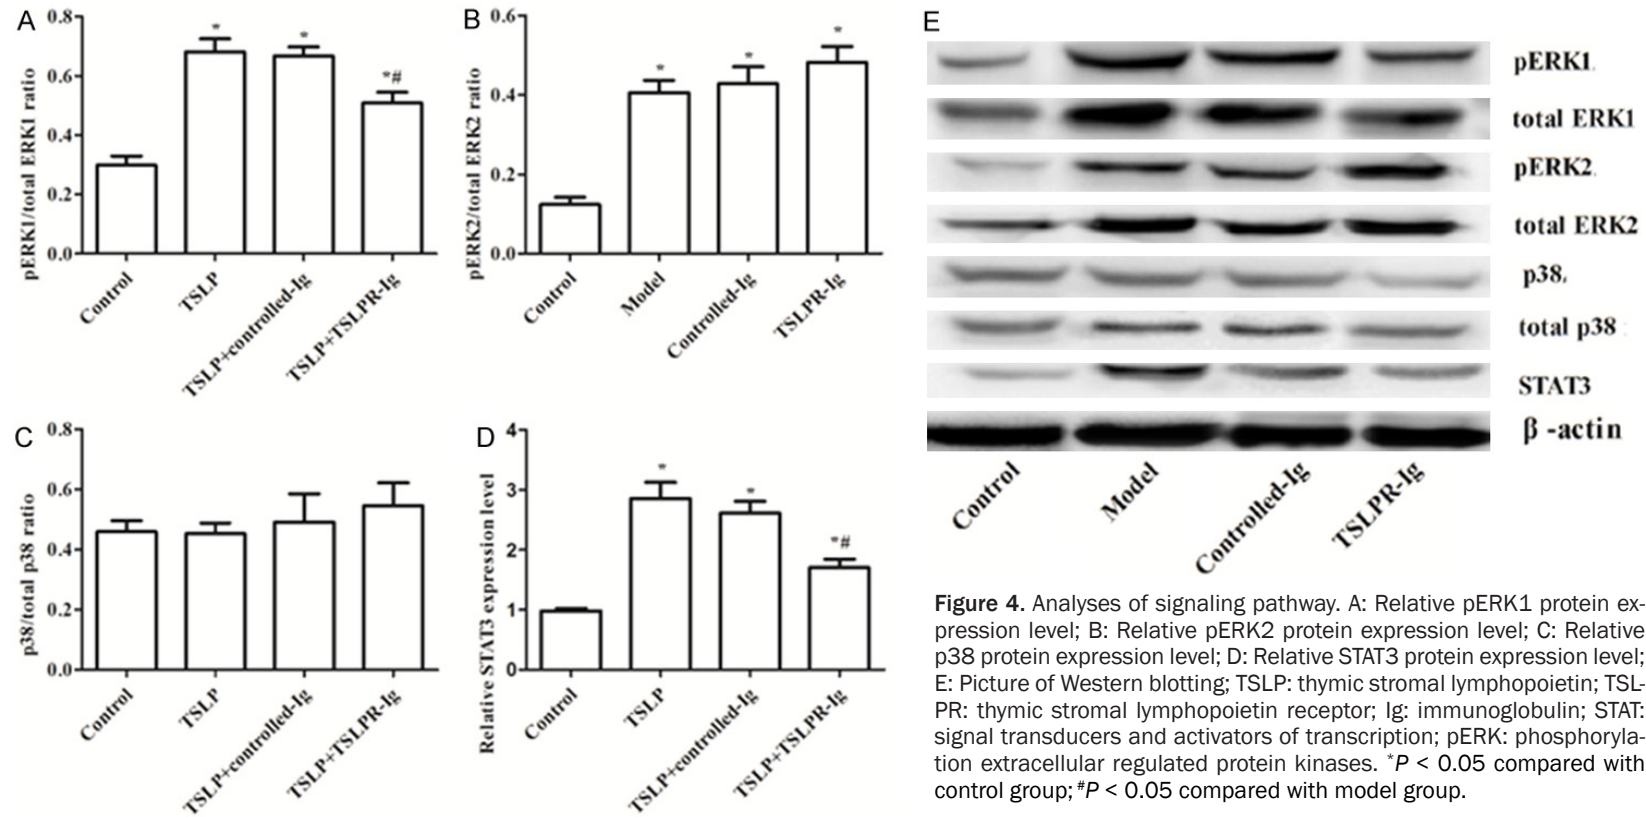 A
pERK1/total ERK1 ratio
0.8
0.6
0.4
0.2
0.0
*
*
*#
Control
TSLP
TSLP+controlled-Ig
TSLP+TSLPR-Ig
B
pERK2/total ERK2 ratio
0.6
0.4
0.2
0.0
*
*
*
Control
Model
Controlled-Ig
TSLPR-Ig
C
p38/total p38 ratio
0.8
0.6
0.4
0.2
0.0
Control
TSLP
TSLP+controlled-Ig
TSLP+TSLPR-Ig
D
Relative STAT3 expression level
4
3
2
1
0
*
*
*#
Control
TSLP
TSLP+controlled-Ig
TSLP+TSLPR-Ig
E
pERK1
total ERK1
pERK2
total ERK2
p38
total p38
STAT3
β -actin
Control
Model
Controlled-Ig
TSLPR-Ig
Figure 4. Analyses of signaling pathway. A: Relative pERK1 protein ex-
pression level; B: Relative pERK2 protein expression level; C: Relative
p38 protein expression level; D: Relative STAT3 protein expression level;
E: Picture of Western blotting; TSLP: thymic stromal lymphopoietin; TSL-
PR: thymic stromal lymphopoietin receptor; Ig: immunoglobulin; STAT:
signal transducers and activators of transcription; pERK: phosphoryla-
tion extracellular regulated protein kinases. *P < 0.05 compared with
control group; #P < 0.05 compared with model group.